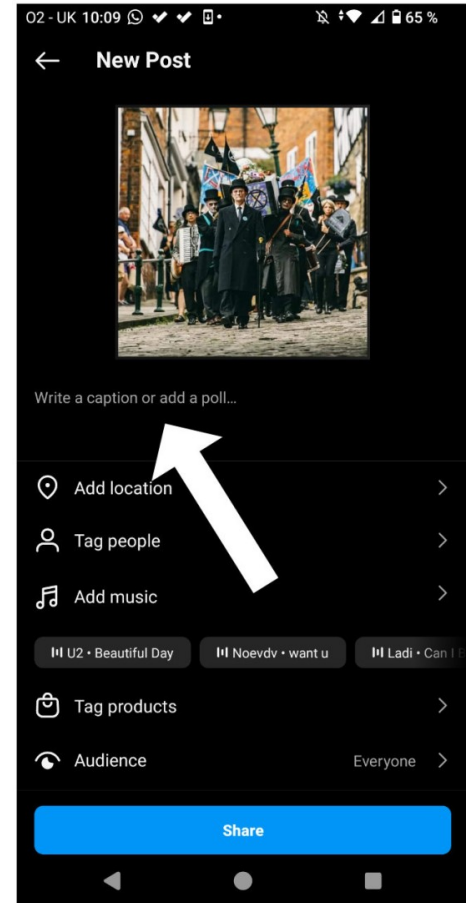 O2 - UK 10:09 65 %
New Post
Write a caption or add a poll...
Add location
Tag people
Add music
U2 • Beautiful Day Noevdv • want u Ladi • Can I B
Tag products
Audience Everyone
Share